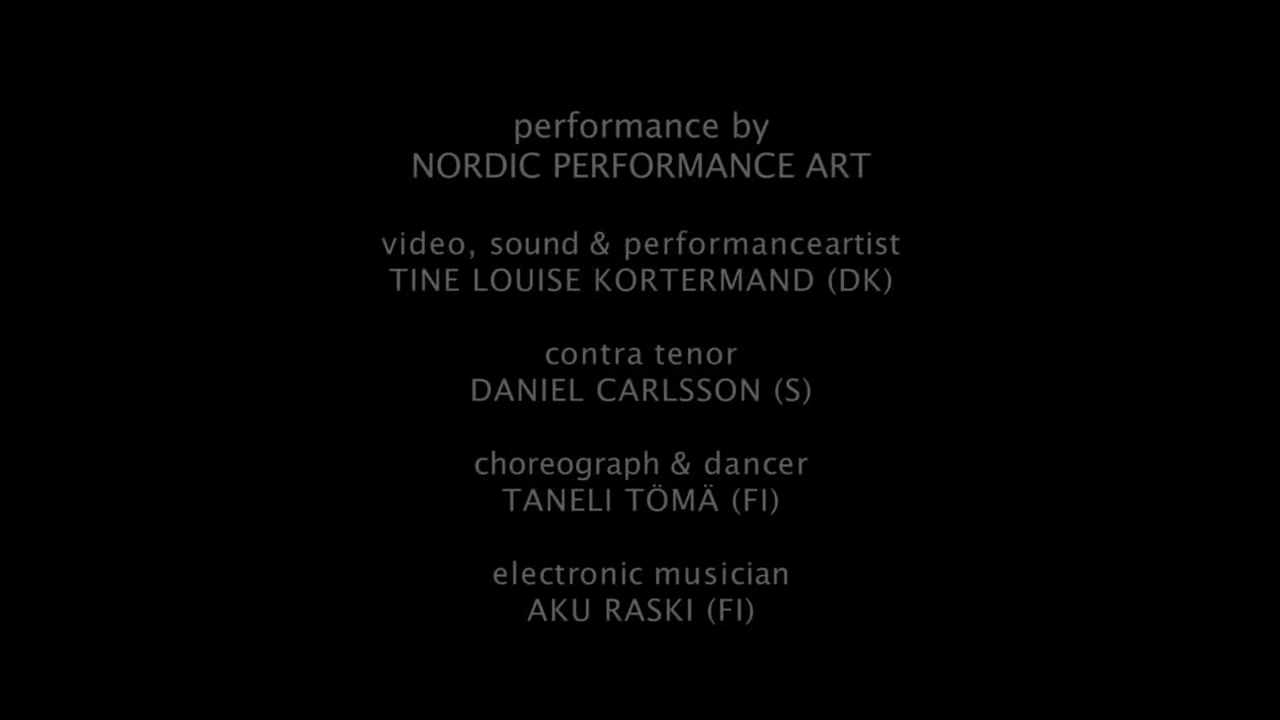 performance by
NORDIC PERFORMANCE ART
video, sound & performanceartist
TINE LOUISE KORTERMAND (DK)
contra tenor
DANIEL CARLSSON (S)
choreograph & dancer
TANELI TÖMÄ (FI)
electronic musician
AKU RASKI (FI)